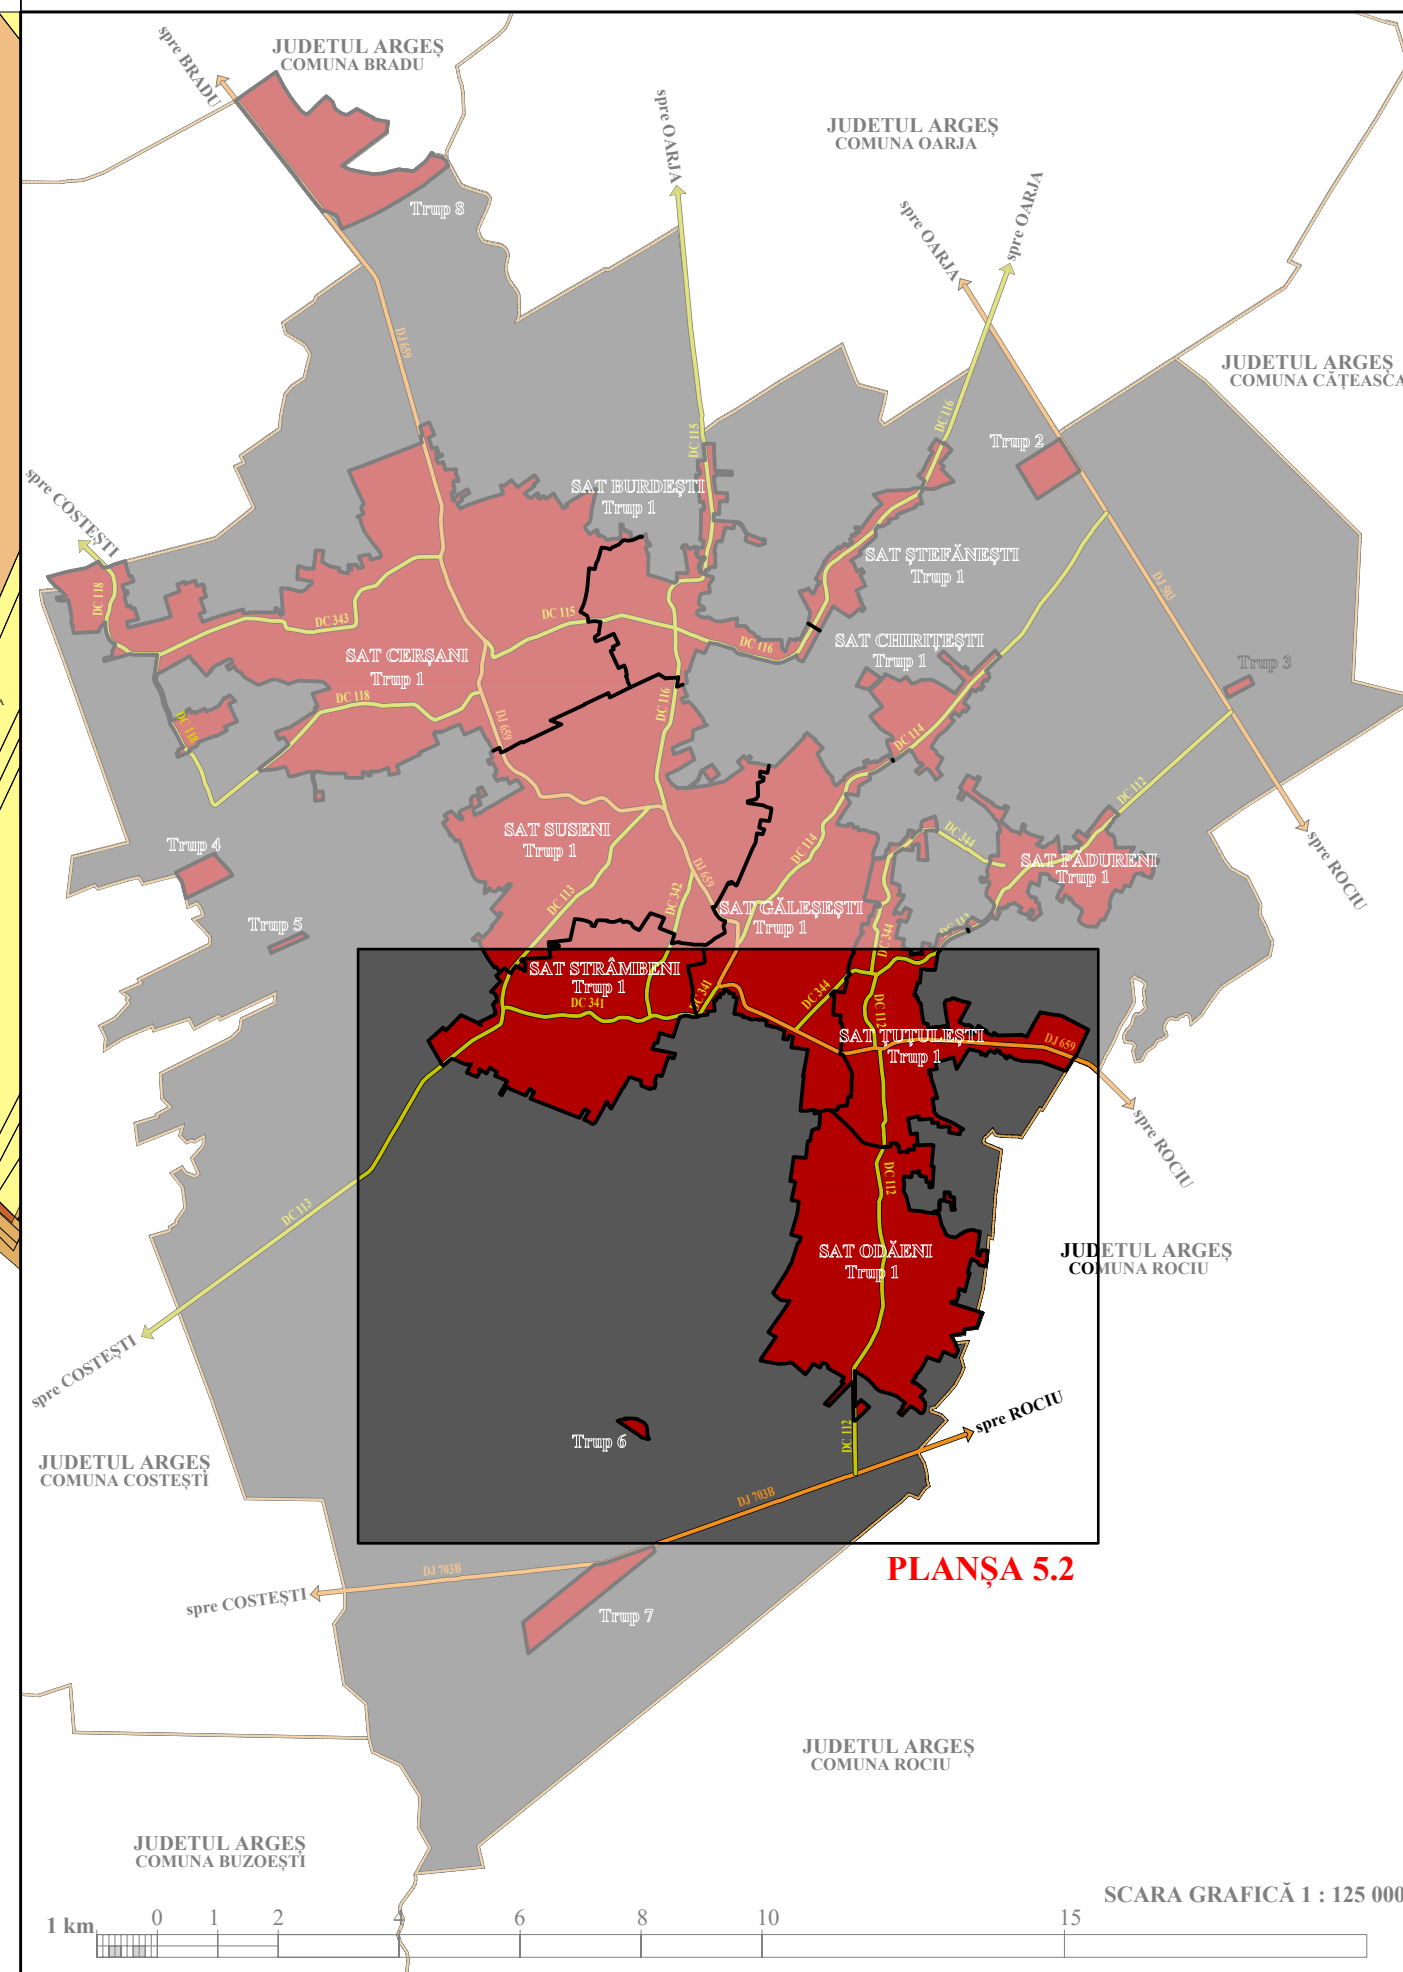 spre BRADU
JUDETUL ARGEȘ
COMUNA BRADU
spre OARJA
JUDETUL ARGEȘ
COMUNA OARJA
spre OARJA
spre OARJA
Trup 8
DJ 659
JUDETUL ARGEȘ
COMUNA CĂȚEASCA
DC 116
DC 115
Trup 2
spre COSTEȘTI
SAT BURDEȘTI
Trup 1
SAT ȘTEFĂNEȘTI
Trup 1
DJ 503
DC 118
DC 343
DC 115
DC 116
SAT CHIRIȚEȘTI
Trup 1
SAT CERȘANI
Trup 1
Trup 3
DC 118
DC 116
DC 118
DJ 659
DC 114
DC 112
SAT SUSENI
Trup 1
DC 114
DC 344
Trup 4
SAT PĂDURENI
Trup 1
spre ROCIU
DC 113
DC 342
DJ 659
SAT GĂLEȘEȘTI
Trup 1
Trup 5
DC 344
DC 112
SAT STRÂMBENI
Trup 1
DC 341
DC 341
DC 344
DC 112
SAT ȚUȚULEȘTI
Trup 1
DJ 659
spre ROCIU
DC 112
DC 113
SAT ODĂENI
Trup 1
JUDETUL ARGEȘ
COMUNA ROCIU
spre COSTEȘTI
spre ROCIU
Trup 6
DC 112
JUDETUL ARGEȘ
COMUNA COSTEȘTI
DJ 703B
PLANȘA 5.2
DJ 703B
spre COSTEȘTI
Trup 7
JUDETUL ARGEȘ
COMUNA ROCIU
JUDETUL ARGEȘ
COMUNA BUZOEȘTI
SCARA GRAFICĂ 1 : 125 000
1 km 0 1 2 4 6 8 10 15